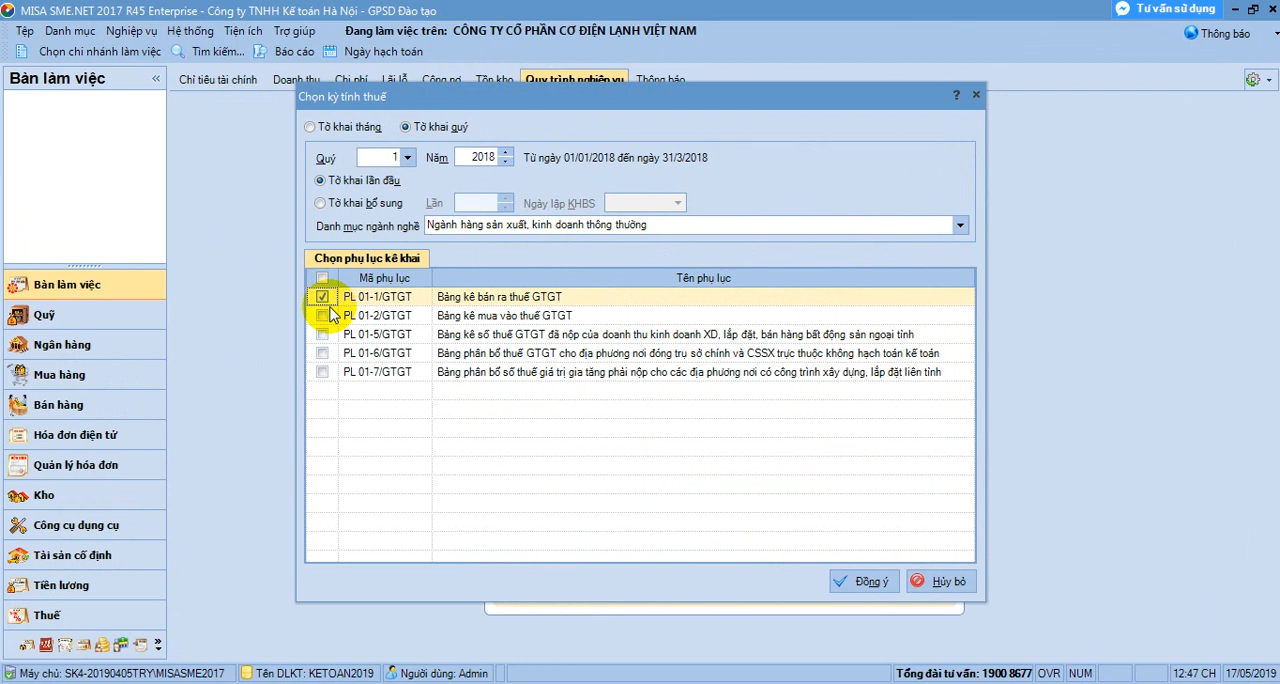 MISA SME.NET 2017 R45 Enterprise - Công ty TNHH Kế toán Hà Nội - GPSD Đào tạo
Tư vấn sử dụng
Tệp Danh mục Nghiệp vụ Hệ thống Tiện ích Trợ giúp Đang làm việc trên: CÔNG TY CỔ PHẦN CƠ ĐIỆN LẠNH VIỆT NAM
Thông báo
Chọn chi nhánh làm việc Tìm kiếm... Báo cáo Ngày hạch toán
Bàn làm việc «
Chỉ tiêu tài chính Doanh thu Chi phí Lãi lỗ Công nợ Tồn kho Quy trình nghiệp vụ Thông báo
Chọn kỳ tính thuế ?
Tờ khai tháng Tờ khai quý
Quý 1 Năm 2018 Từ ngày 01/01/2018 đến ngày 31/3/2018
Tờ khai lần đầu
Tờ khai bổ sung Lần Ngày lập KHBS
Danh mục ngành nghề Ngành hàng sản xuất, kinh doanh thông thường
Chọn phụ lục kê khai
Mã phụ lục Tên phụ lục
PL 01-1/GTGT Bảng kê bán ra thuế GTGT
PL 01-2/GTGT Bảng kê mua vào thuế GTGT
PL 01-5/GTGT Bảng kê số thuế GTGT đã nộp của doanh thu kinh doanh XD, lắp đặt, bán hàng bất động sản ngoại tỉnh
PL 01-6/GTGT Bảng phân bổ thuế GTGT cho địa phương nơi đóng trụ sở chính và CSSX trực thuộc không hạch toán kế toán
PL 01-7/GTGT Bảng phân bổ số thuế giá trị gia tăng phải nộp cho các địa phương nơi có công trình xây dựng, lắp đặt liên tỉnh
Đồng ý Hủy bỏ
Bàn làm việc
Quỹ
Ngân hàng
Mua hàng
Bán hàng
Hóa đơn điện tử
Quản lý hóa đơn
Kho
Công cụ dụng cụ
Tài sản cố định
Tiền lương
Thuế
Máy chủ: SK4-20190405TRY\MISASME2017 Tên DLKT: KETOAN2019 Người dùng: Admin Tổng đài tư vấn: 1900 8677 OVR NUM 12:47 CH 17/05/2019